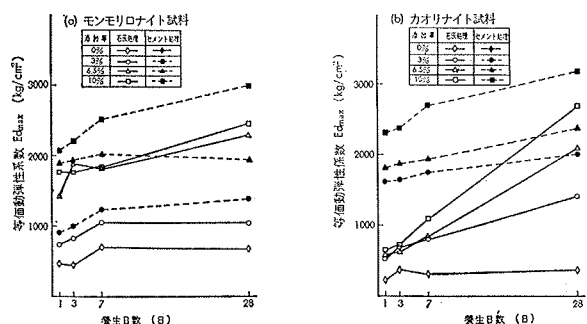 (a) モンモリロナイト試料
添加率 石灰処理 セメント処理
0%
3%
6.5%
10%
等価動弾性系数 Edmax (kg/cm²)
3000
2000
1000
1 3 7 28
養生日数 (日)
(b) カオリナイト試料
添加率 石灰処理 セメント処理
0%
3%
6.5%
10%
等価動弾性係数 Edmax (kg/cm²)
3000
2000
1000
1 3 7 28
養生日数 (日)